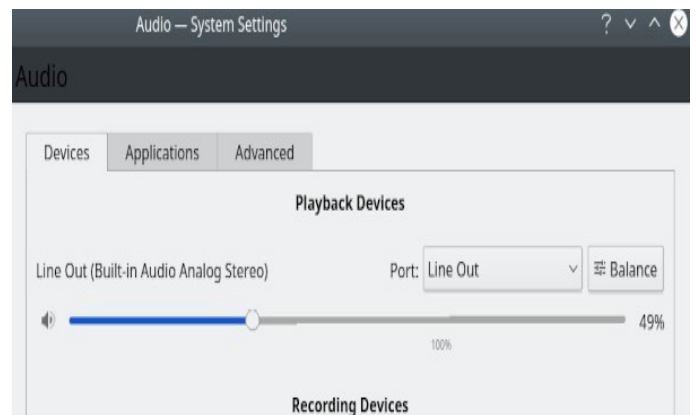 Audio — System Settings
Audio
Devices Applications Advanced
Playback Devices
Line Out (Built-in Audio Analog Stereo) Port: Line Out Balance
49%
100%
Recording Devices